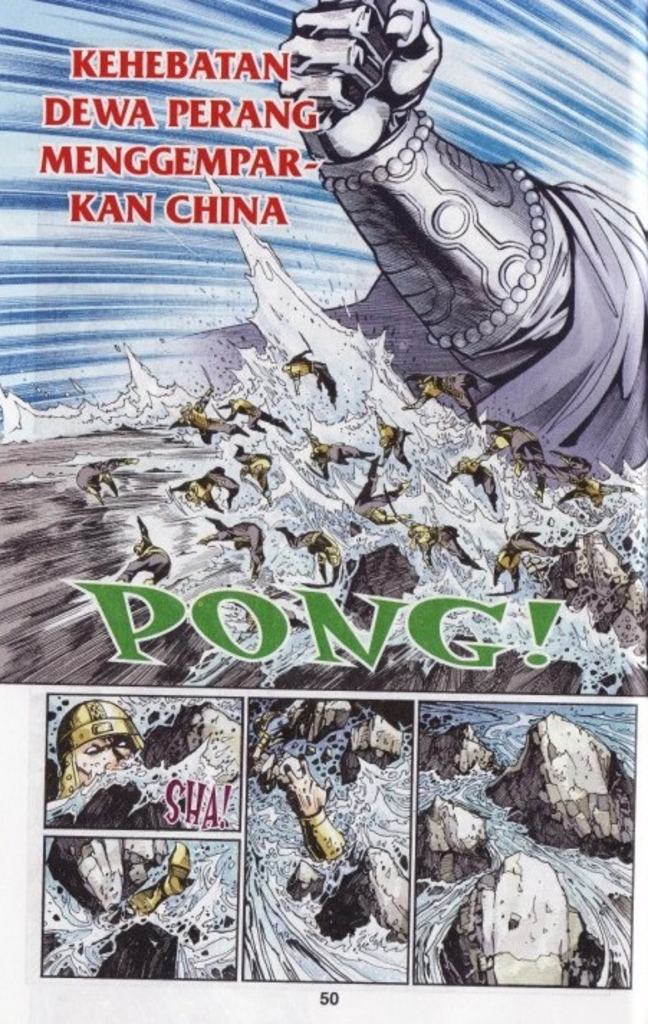 KEHEBATAN
DEWA PERANG
MENGGEMPAR-
KAN CHINA
PONG!
SHA!
50